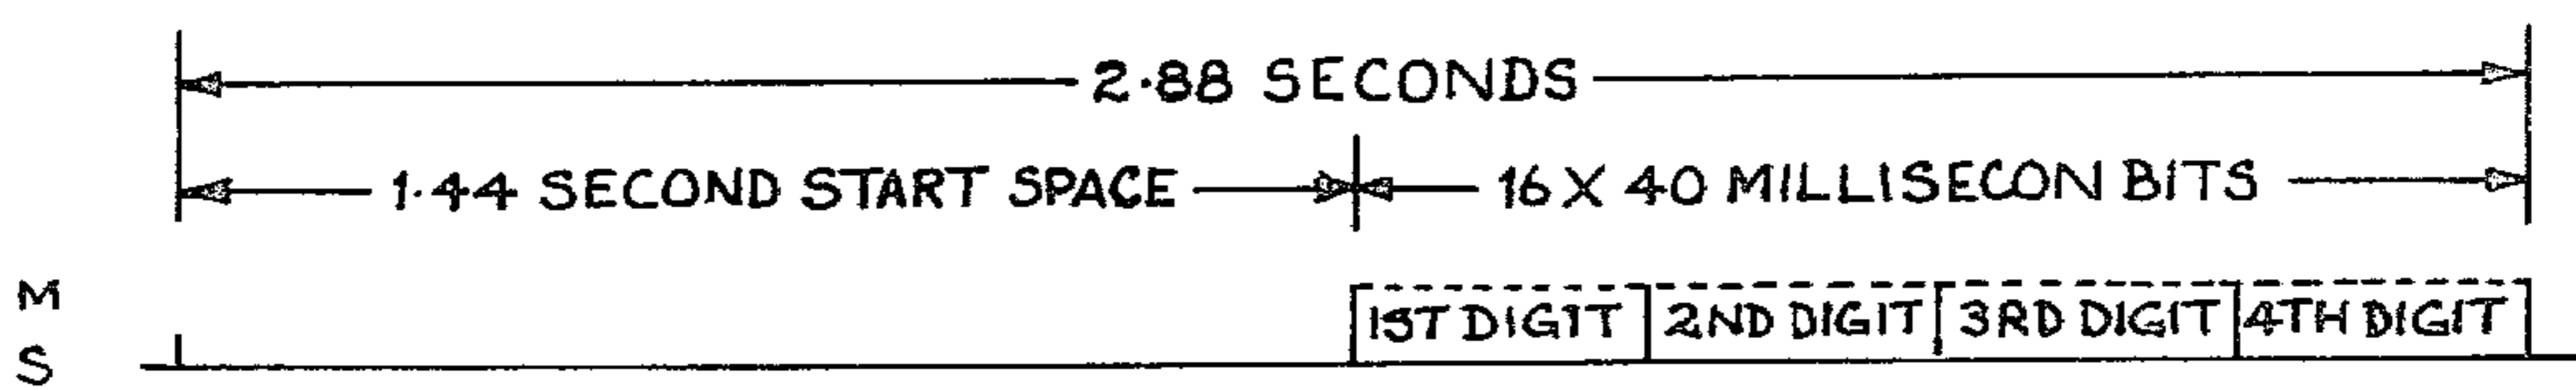 2.88 SECONDS
1.44 SECOND START SPACE 16 X 40 MILLISECON BITS
M
1ST DIGIT 2ND DIGIT 3RD DIGIT 4TH DIGIT
S